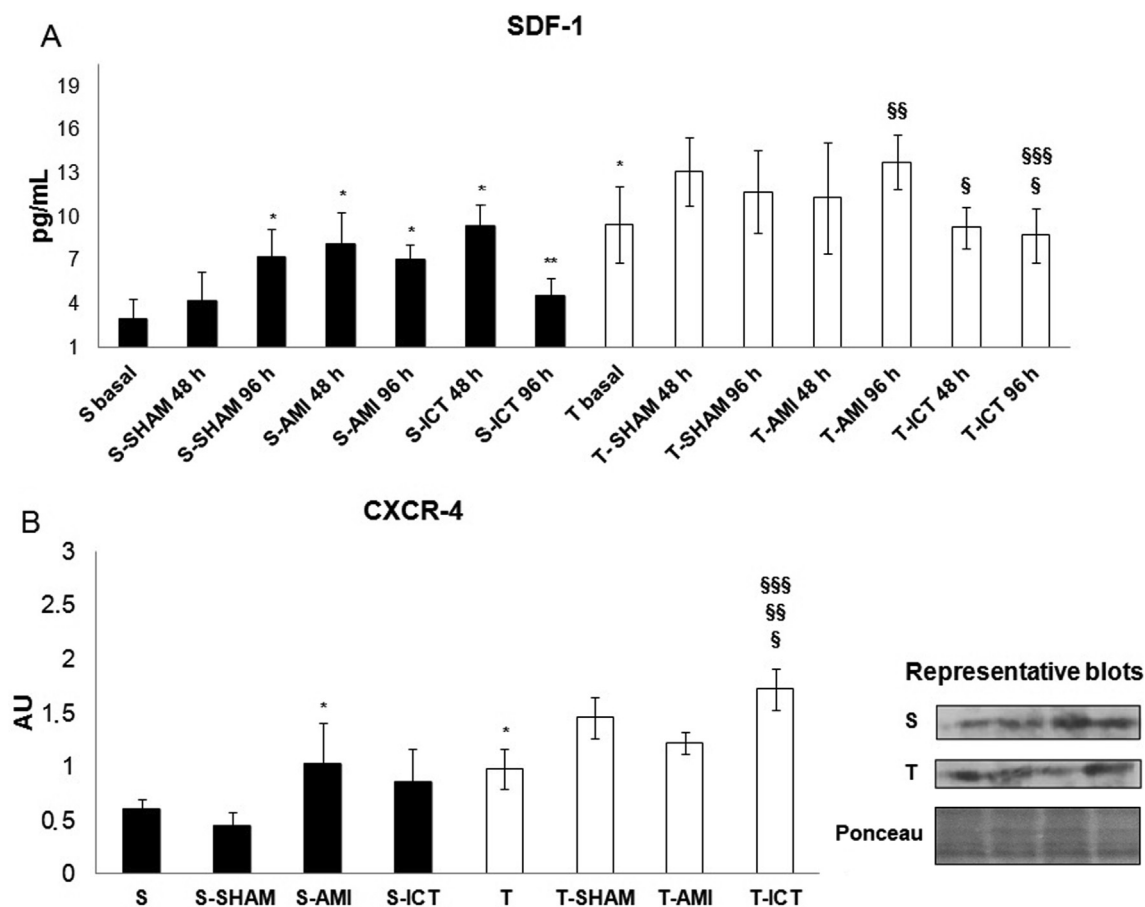 A
SDF-1
pg/mL
19
16
13
10
7
4
1
*
*
*
*
**
*
§§
§
§§§
§
S basal
S-SHAM 48 h
S-SHAM 96 h
S-AMI 48 h
S-AMI 96 h
S-ICT 48 h
S-ICT 96 h
T basal
T-SHAM 48 h
T-SHAM 96 h
T-AMI 48 h
T-AMI 96 h
T-ICT 48 h
T-ICT 96 h
B
CXCR-4
AU
3
2.5
2
1.5
1
0.5
0
*
*
§§§
§§
§
S
S-SHAM
S-AMI
S-ICT
T
T-SHAM
T-AMI
T-ICT
Representative blots
S
T
Ponceau